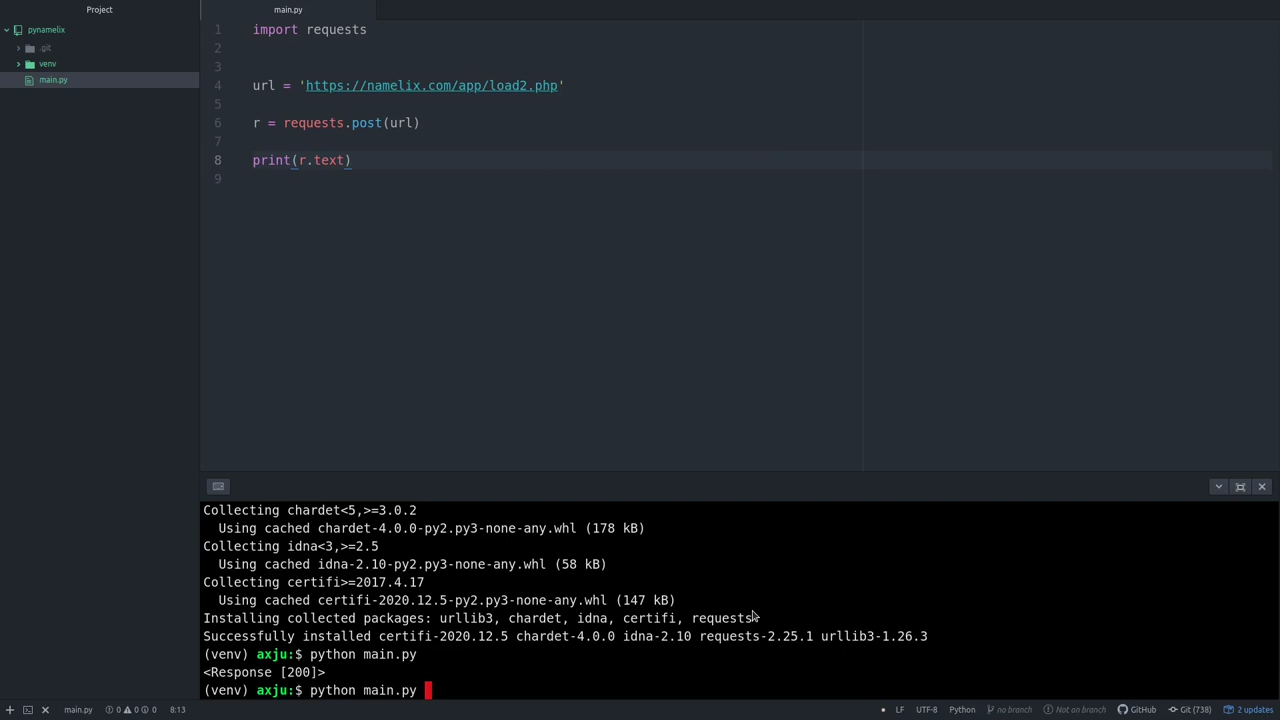 Project
main.py
pynamelix
.git
venv
main.py
1 import requests
2
3
4 url = 'https://namelix.com/app/load2.php'
5
6 r = requests.post(url)
7
8 print(r.text)
9
Collecting chardet<5,>=3.0.2
Using cached chardet-4.0.0-py2.py3-none-any.whl (178 kB)
Collecting idna<3,>=2.5
Using cached idna-2.10-py2.py3-none-any.whl (58 kB)
Collecting certifi>=2017.4.17
Using cached certifi-2020.12.5-py2.py3-none-any.whl (147 kB)
Installing collected packages: urllib3, chardet, idna, certifi, requests
Successfully installed certifi-2020.12.5 chardet-4.0.0 idna-2.10 requests-2.25.1 urllib3-1.26.3
(venv) axju:$ python main.py
<Response [200]>
(venv) axju:$ python main.py
main.py 0 0 0 8:13 LF UTF-8 Python no branch Not on branch GitHub Git (738) 2 updates